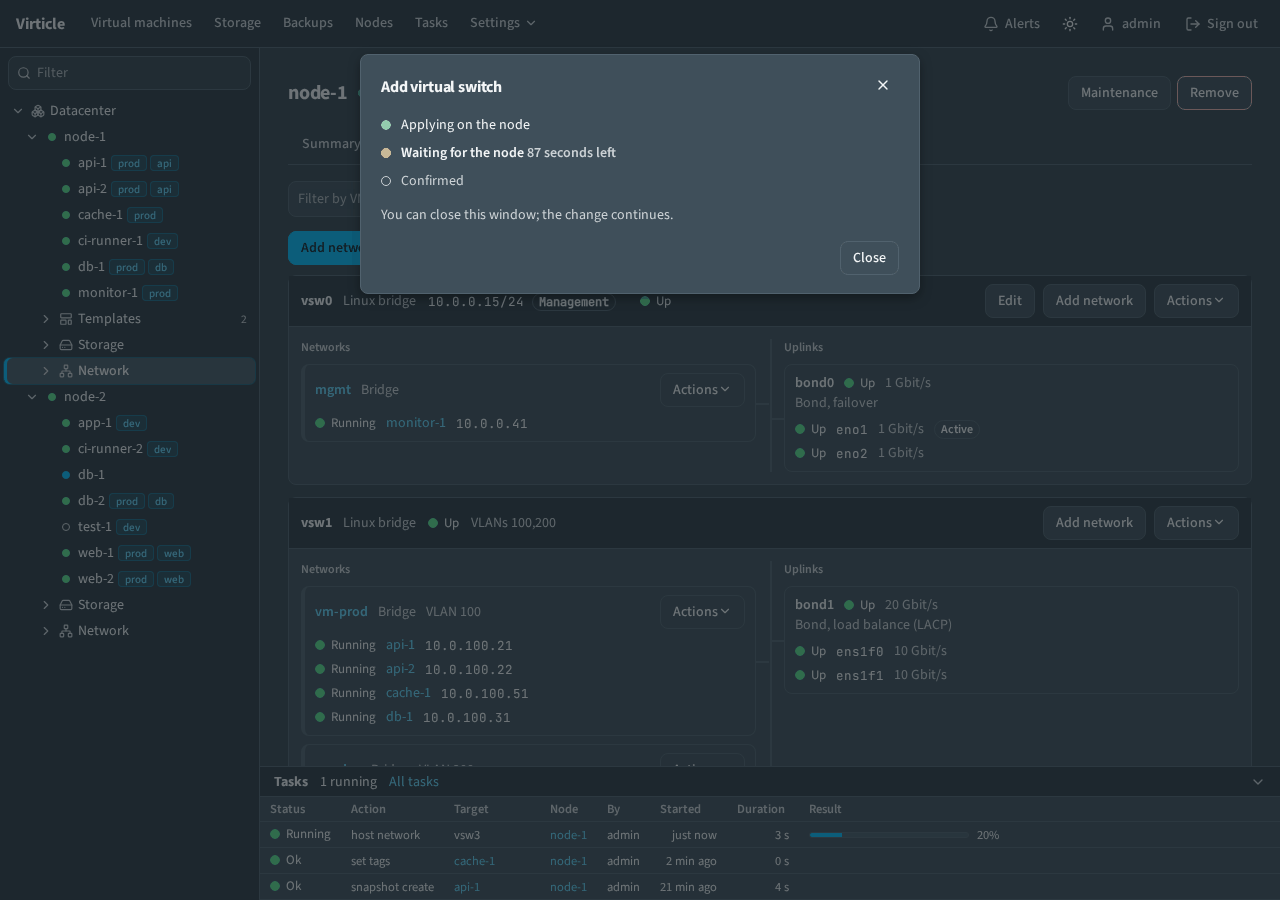 Virticle Virtual machines Storage Backups Nodes Tasks Settings Alerts admin Sign out
Filter
Datacenter
node-1
api-1 prod api
api-2 prod api
cache-1 prod
ci-runner-1 dev
db-1 prod db
monitor-1 prod
Templates 2
Storage
Network
node-2
app-1 dev
ci-runner-2 dev
db-1
db-2 prod db
test-1 dev
web-1 prod web
web-2 prod web
Storage
Network
node-1 Maintenance Remove
Summary
Filter by VM
Add netwo
Add virtual switch
Applying on the node
Waiting for the node 87 seconds left
Confirmed
You can close this window; the change continues.
Close
vsw0 Linux bridge 10.0.0.15/24 Management Up Edit Add network Actions
Networks
mgmt Bridge Actions
Running monitor-1 10.0.0.41
Uplinks
bond0 Up 1 Gbit/s
Bond, failover
Up eno1 1 Gbit/s Active
Up eno2 1 Gbit/s
vsw1 Linux bridge Up VLANs 100,200 Add network Actions
Networks
vm-prod Bridge VLAN 100 Actions
Running api-1 10.0.100.21
Running api-2 10.0.100.22
Running cache-1 10.0.100.51
Running db-1 10.0.100.31
Uplinks
bond1 Up 20 Gbit/s
Bond, load balance (LACP)
Up ens1f0 10 Gbit/s
Up ens1f1 10 Gbit/s
Tasks 1 running All tasks
Status Action Target Node By Started Duration Result
Running host network vsw3 node-1 admin just now 3 s 20%
Ok set tags cache-1 node-1 admin 2 min ago 0 s
Ok snapshot create api-1 node-1 admin 21 min ago 4 s